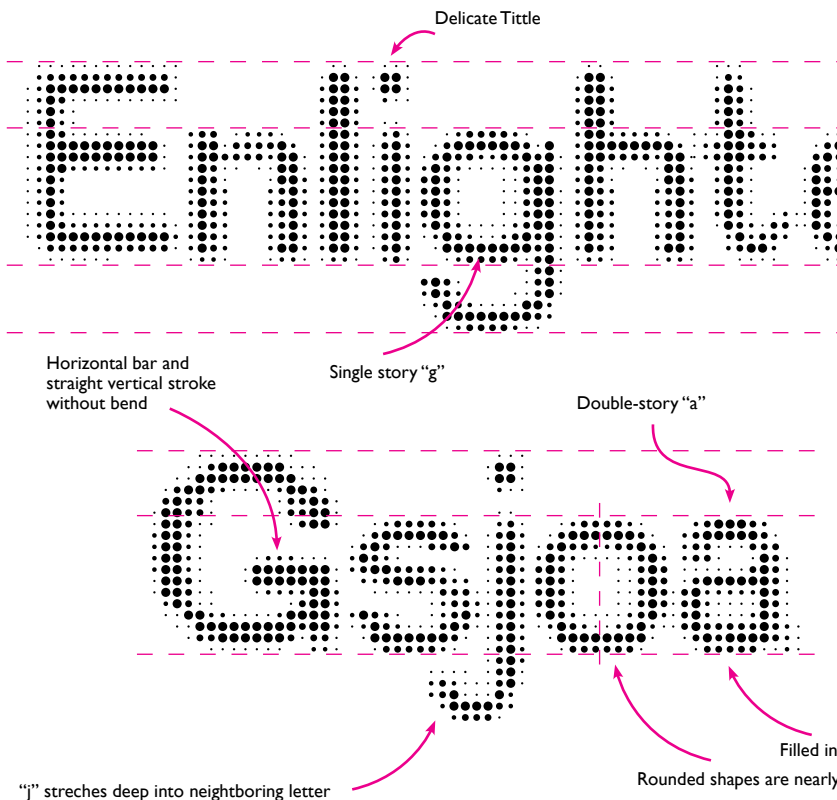 Delicate Tittle
Enlight
Horizontal bar and
straight vertical stroke
without bend
Single story “g”
Double-story “a”
Gsjoa
Filled in
Rounded shapes are nearly
“j” streches deep into neighboring letter